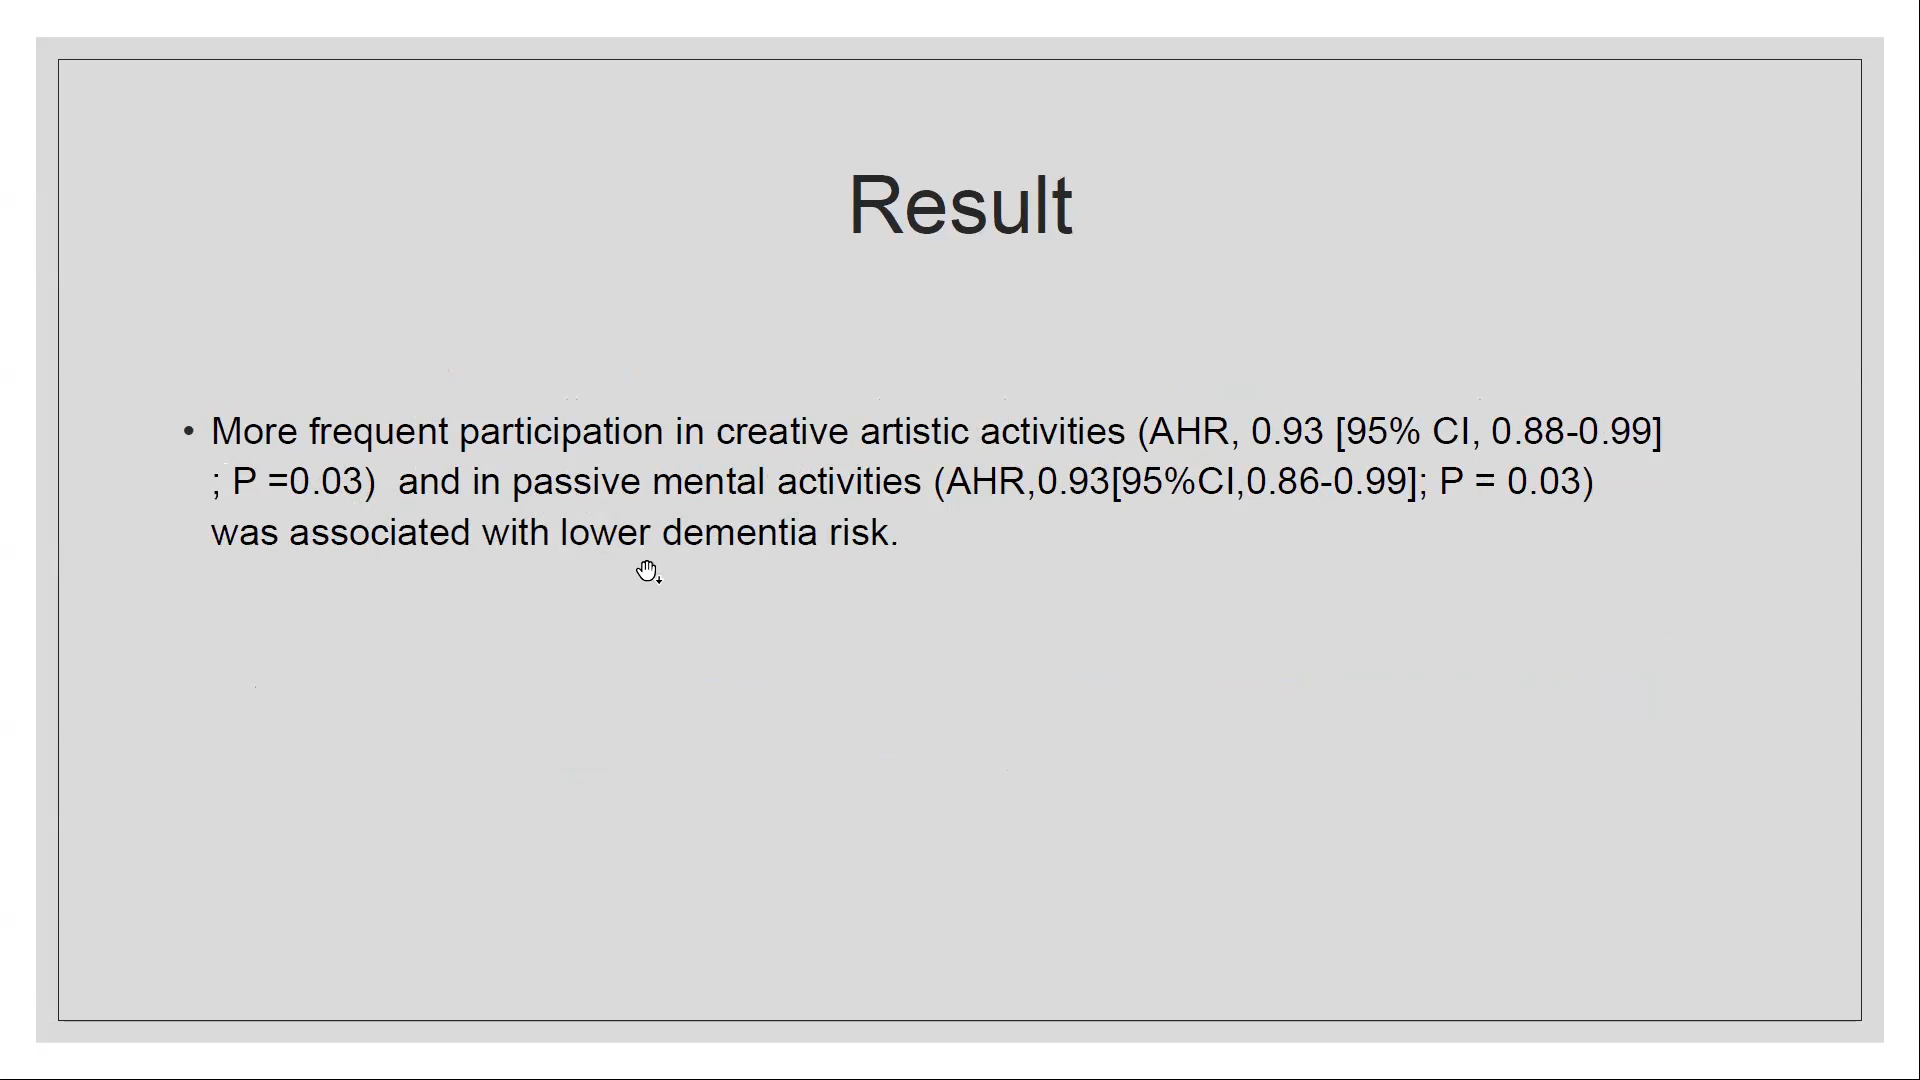 Result
• More frequent participation in creative artistic activities (AHR, 0.93 [95% CI, 0.88-0.99]
; P =0.03)  and in passive mental activities (AHR,0.93[95%CI,0.86-0.99]; P = 0.03)
was associated with lower dementia risk.